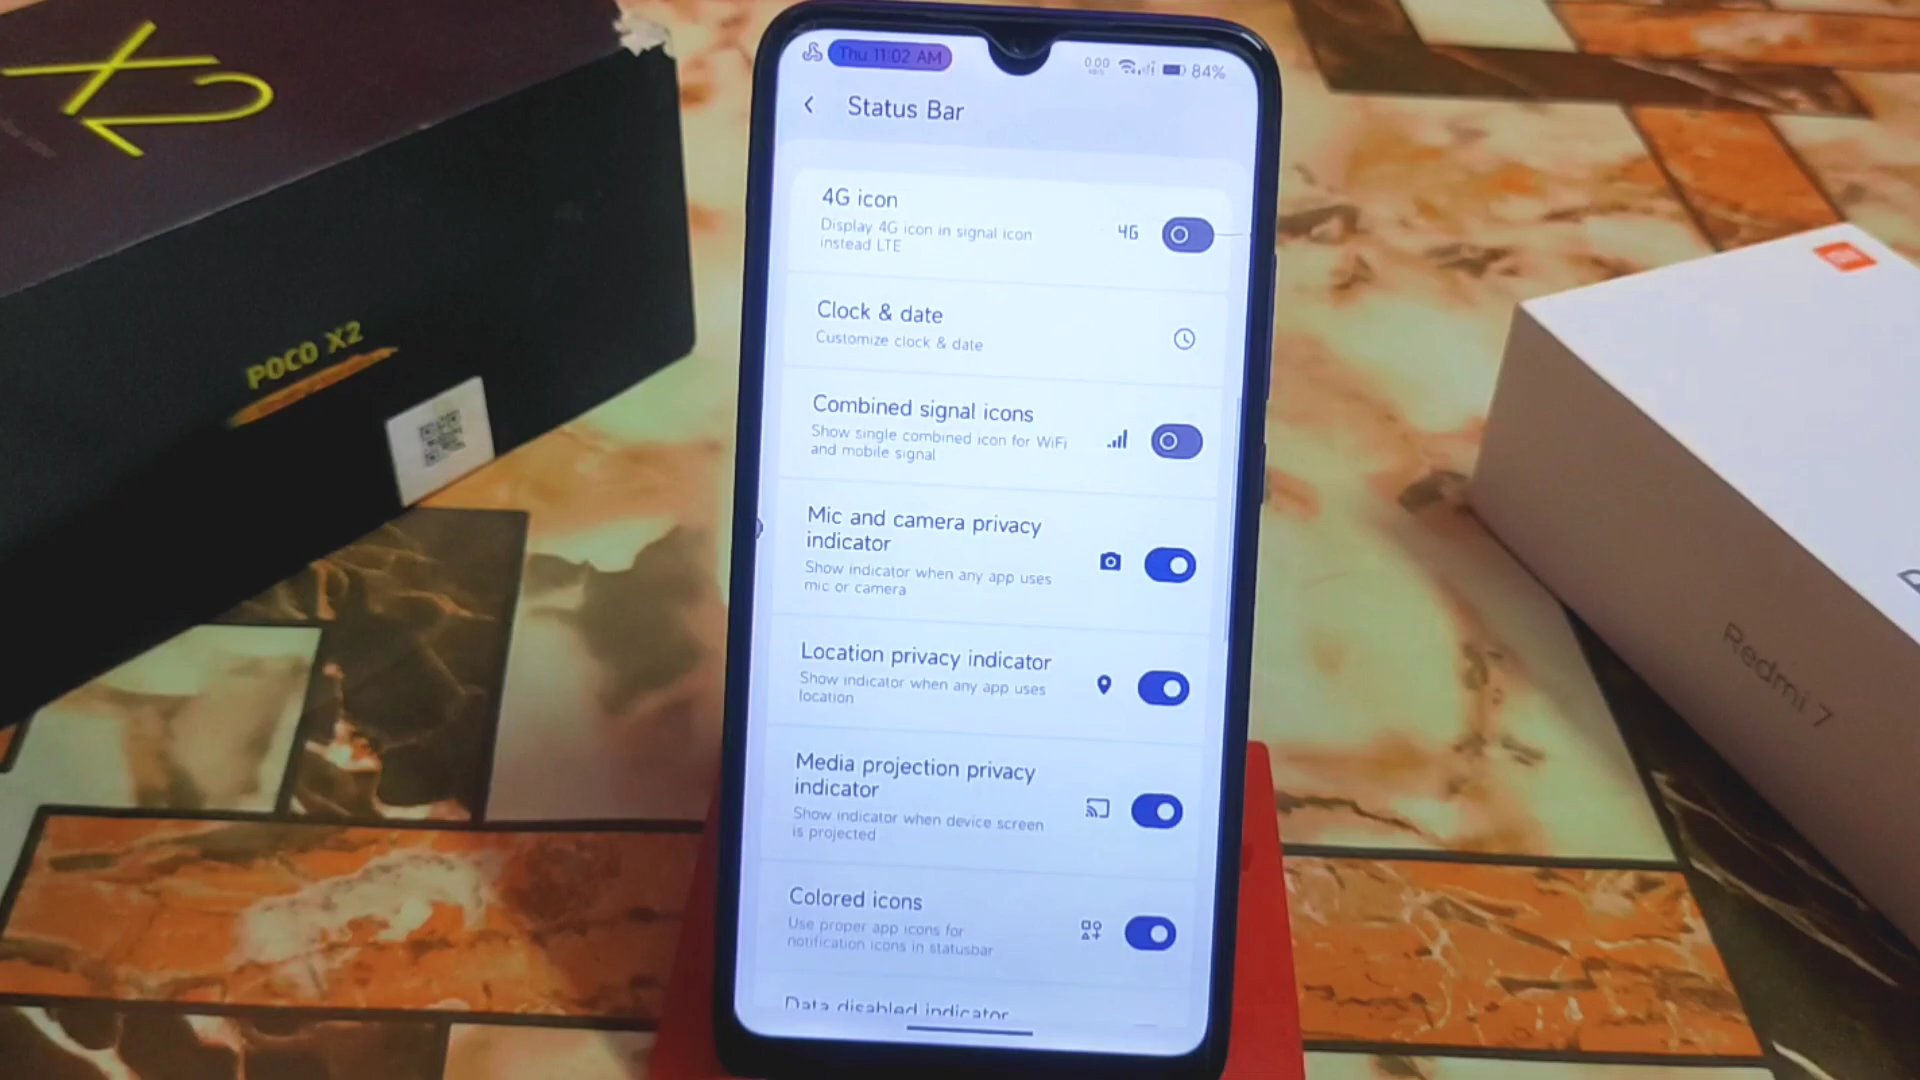 X2
POCO X2
Thu 11:02 AM
0.00
84%
Status Bar
4G icon
Display 4G icon in signal icon
instead LTE
4G
Clock & date
Customize clock & date
Combined signal icons
Show single combined icon for WiFi
and mobile signal
Mic and camera privacy
indicator
Show indicator when any app uses
mic or camera
Location privacy indicator
Show indicator when any app uses
location
Media projection privacy
indicator
Show indicator when device screen
is projected
Colored icons
Use proper app icons for
notification icons in statusbar
Data disabled indicator
Redmi 7